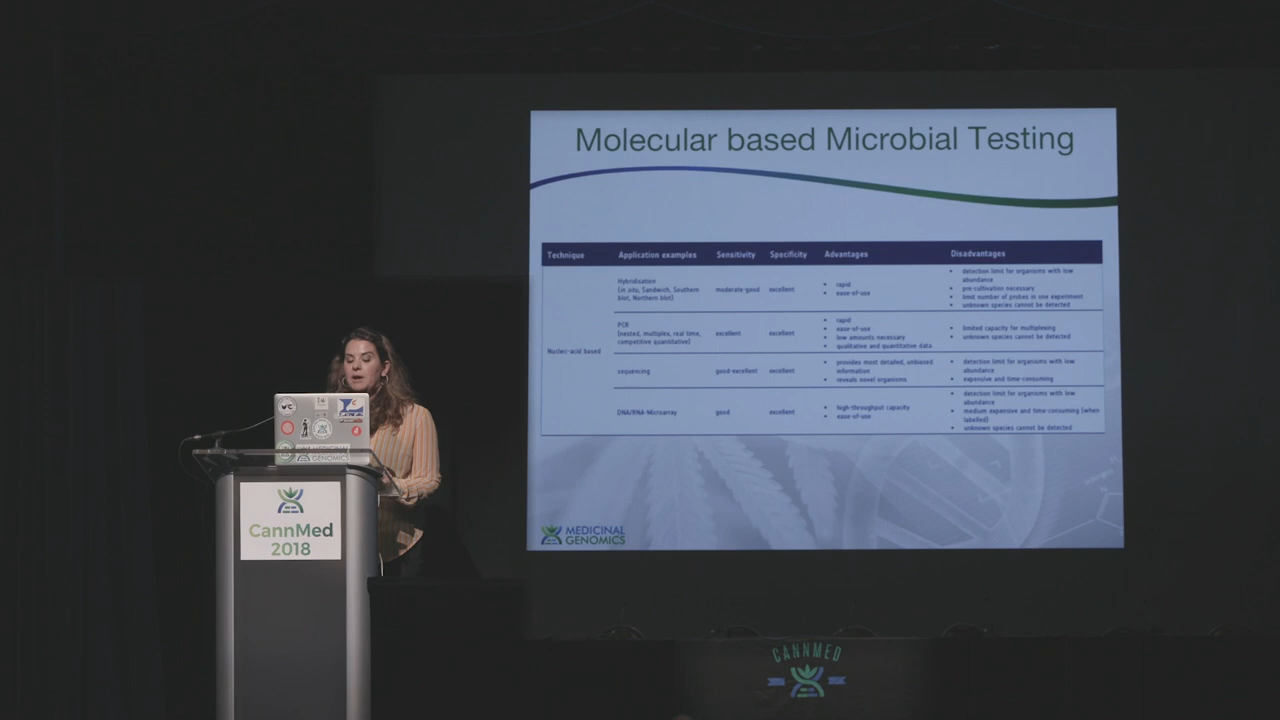 Molecular based Microbial Testing
Technique Application examples Sensitivity Specificity Advantages Disadvantages
Nucleic-acid based
Hybridisation
(in situ, Sandwich, Southern
blot, Northern blot)
moderate-good
excellent
• rapid
• ease-of-use
• detection limit for organisms with low
abundance
• pre-cultivation necessary
• limit number of probes in one experiment
• unknown species cannot be detected
PCR
(nested, multiplex, real time,
competitive quantitative)
excellent
excellent
• rapid
• ease-of-use
• low amounts necessary
• qualitative and quantitative data
• limited capacity for multiplexing
• unknown species cannot be detected
sequencing
good-excellent
excellent
• provides most detailed, unbiased
information
• reveals novel organisms
• detection limit for organisms with low
abundance
• expensive and time-consuming
DNA/RNA-Microarray
good
excellent
• high-throughput capacity
• ease-of-use
• detection limit for organisms with low
abundance
• medium expensive and time-consuming (when
labelled)
• unknown species cannot be detected
MEDICINAL
GENOMICS
MEDICINAL
GENOMICS
CannMed
2018
CANNMED